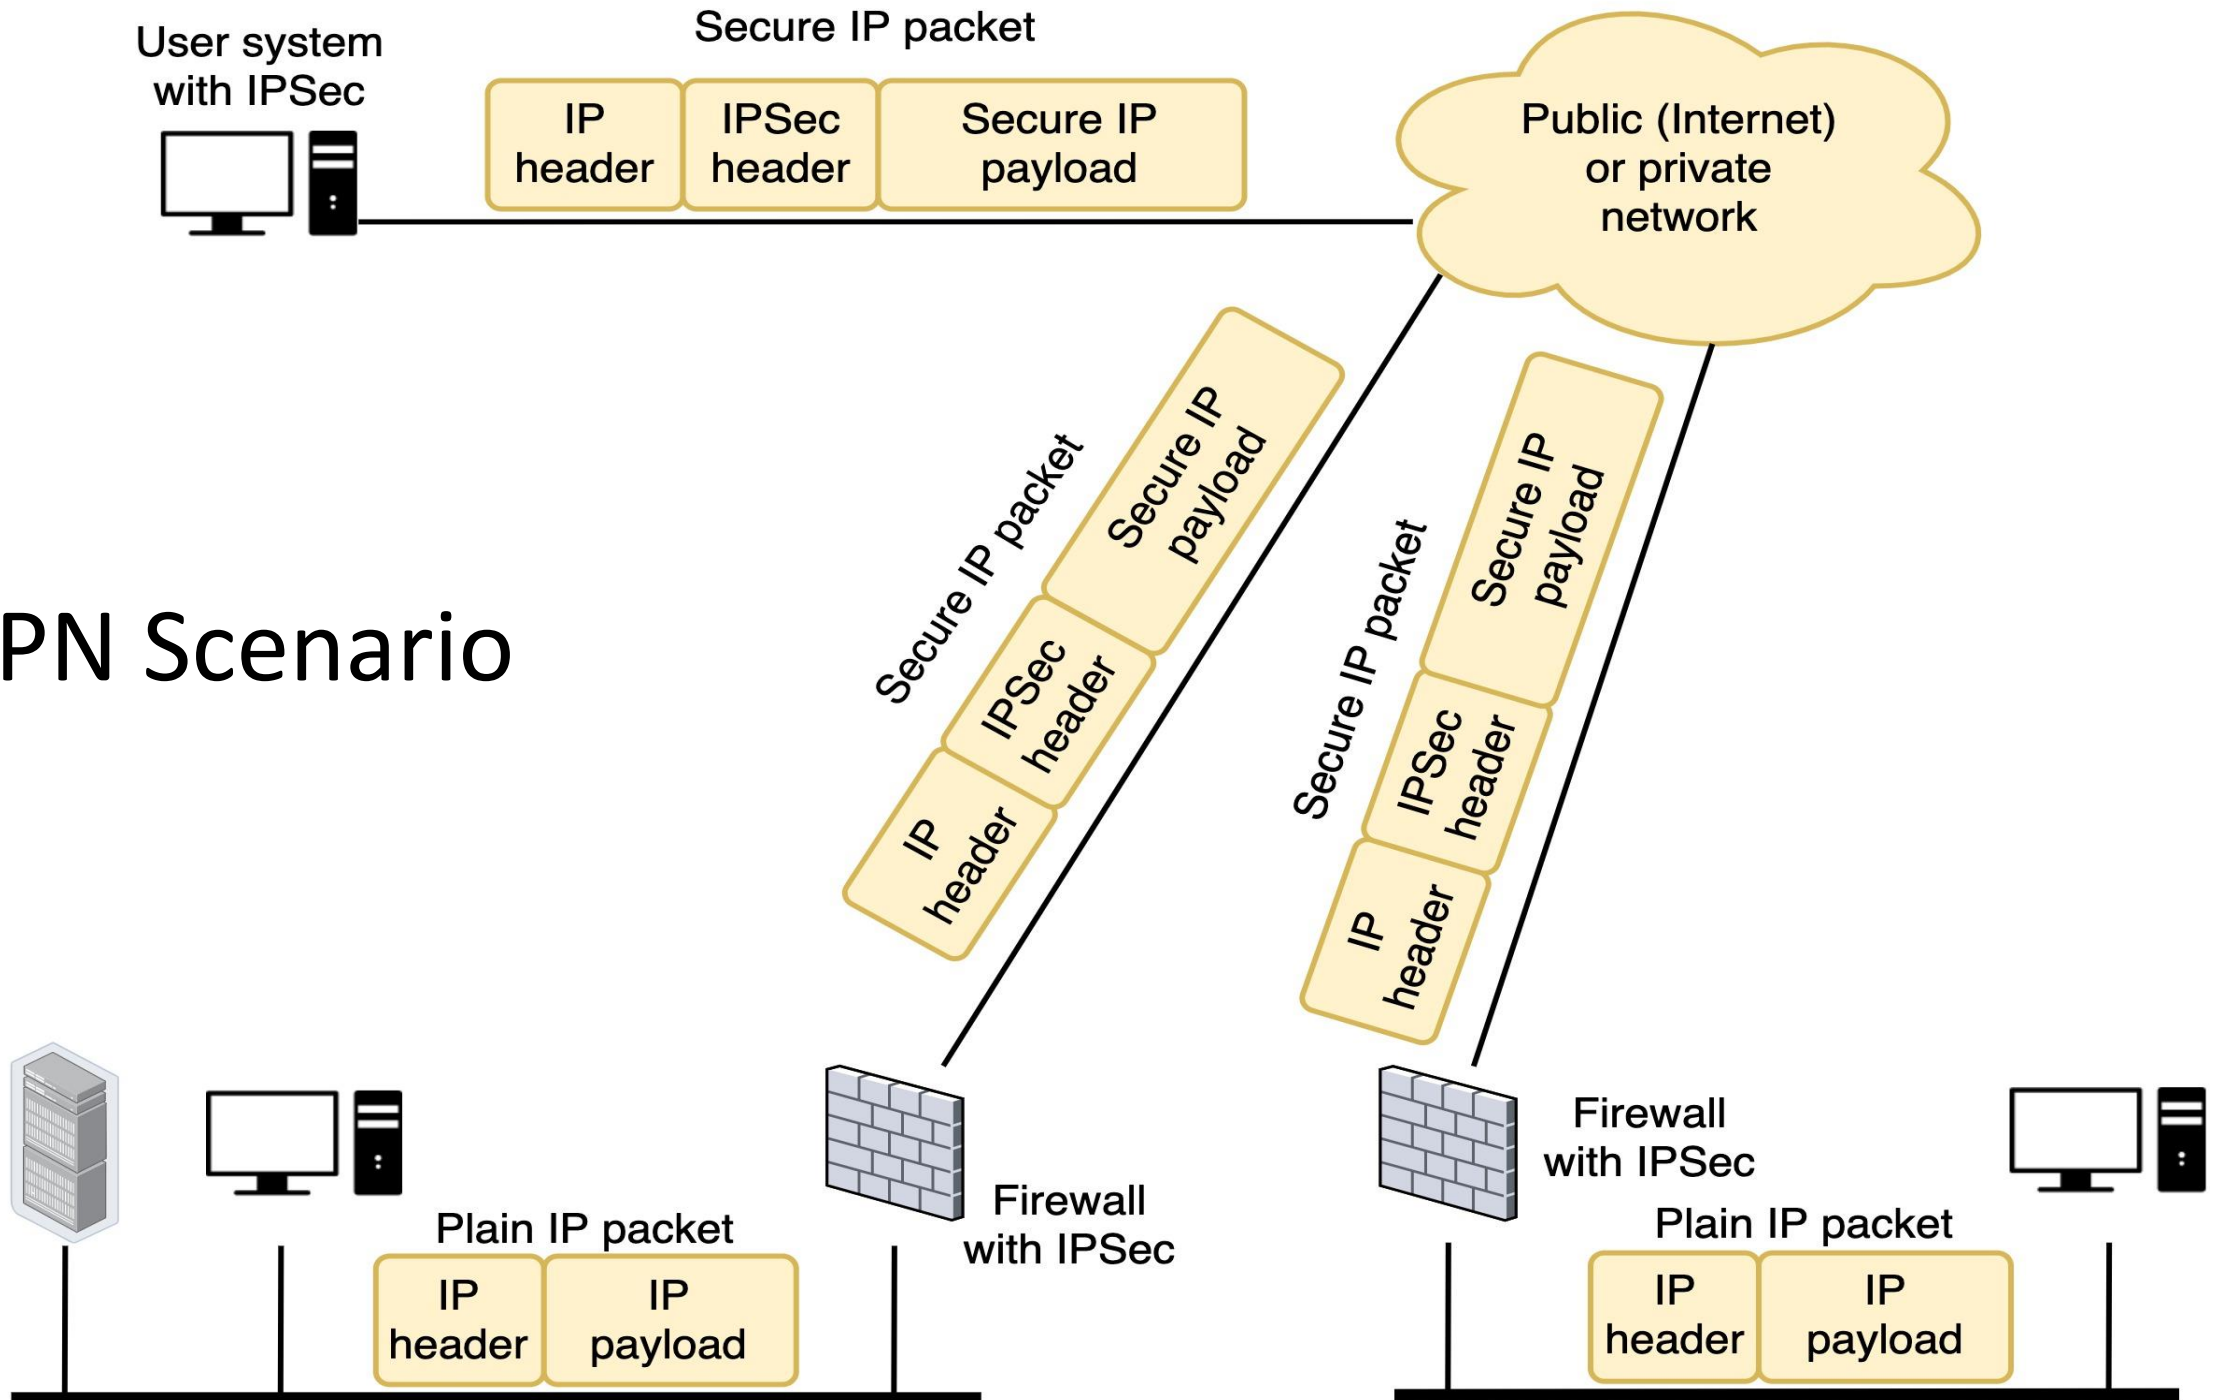 Secure IP packet
User system
with IPSec
IP
header
IPSec
header
Secure IP
payload
Public (Internet)
or private
network
Secure IP packet
Secure IP
payload
IPSec
header
IP
header
Secure IP packet
Secure IP
payload
IPSec
header
IP
header
PN Scenario
Firewall
with IPSec
Firewall
with IPSec
Plain IP packet
IP
header
IP
payload
Plain IP packet
IP
header
IP
payload